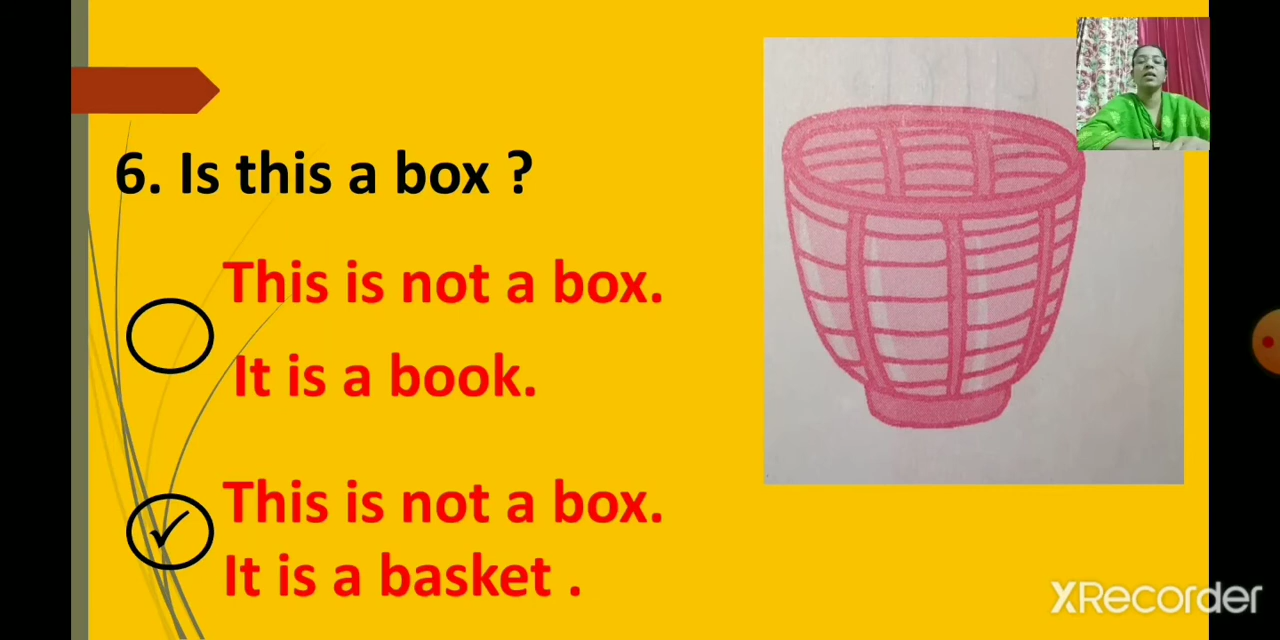 6. Is this a box ?
This is not a box.
It is a book.
This is not a box.
It is a basket .
XRecorder